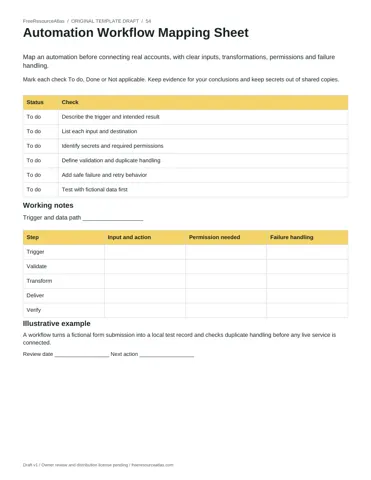 FreeResourceAtlas / ORIGINAL TEMPLATE DRAFT / 54
Automation Workflow Mapping Sheet
Map an automation before connecting real accounts, with clear inputs, transformations, permissions and failure
handling.
Mark each check To do, Done or Not applicable. Keep evidence for your conclusions and keep secrets out of shared copies.
Status Check
To do Describe the trigger and intended result
To do List each input and destination
To do Identify secrets and required permissions
To do Define validation and duplicate handling
To do Add safe failure and retry behavior
To do Test with fictional data first
Working notes
Trigger and data path ___________________
Step Input and action Permission needed Failure handling
Trigger
Validate
Transform
Deliver
Verify
Illustrative example
A workflow turns a fictional form submission into a local test record and checks duplicate handling before any live service is
connected.
Review date ___________________ Next action ___________________
Draft v1 / Owner review and distribution licence pending / freeresourceatlas.com